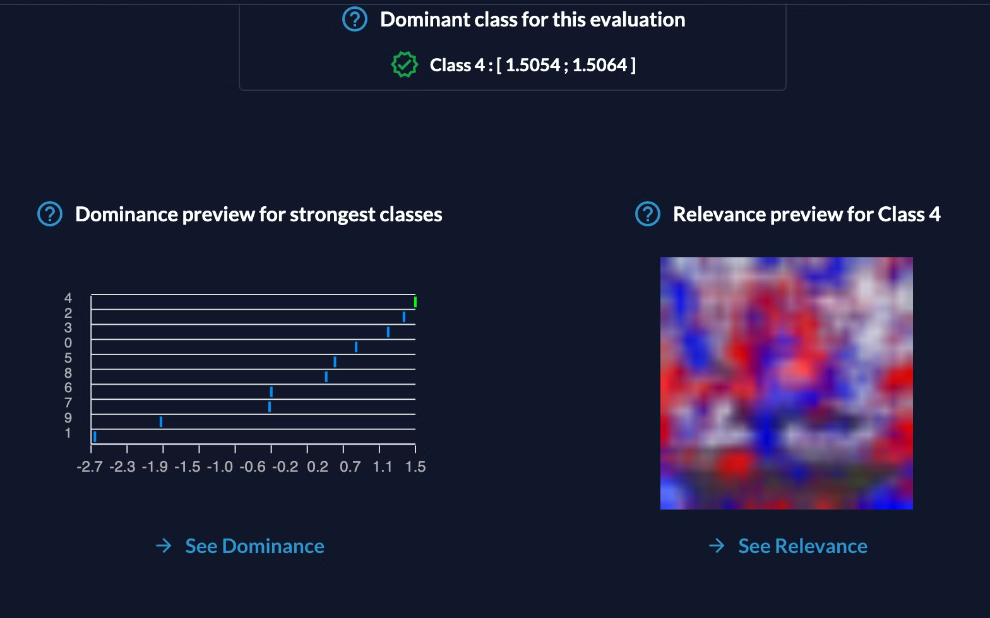 Dominant class for this evaluation
Class 4 : [ 1.5054 ; 1.5064 ]
Dominance preview for strongest classes
4
2
3
0
5
8
6
7
9
1
-2.7 -2.3 -1.9 -1.5 -1.0 -0.6 -0.2 0.2 0.7 1.1 1.5
→ See Dominance
Relevance preview for Class 4
→ See Relevance